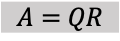 A = QR